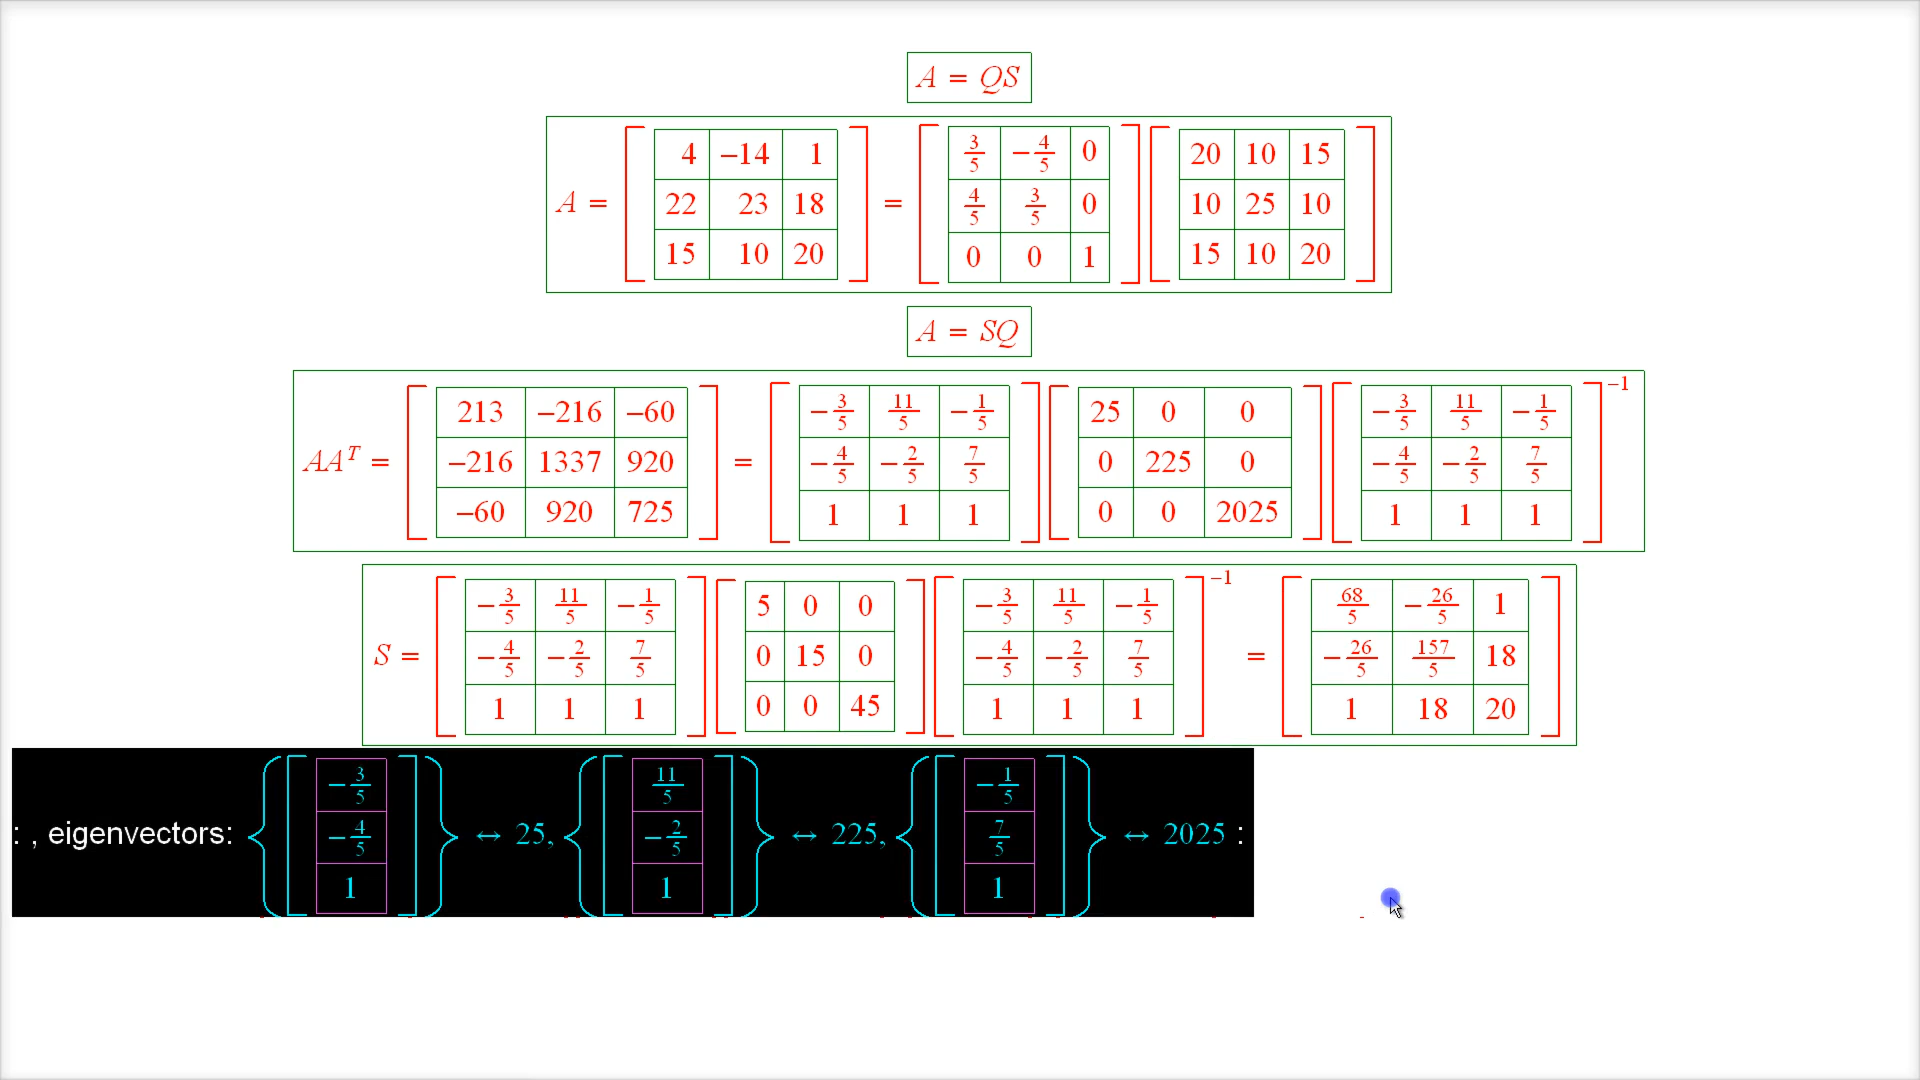 A = QS
A = [4 −14 1; 22 23 18; 15 10 20] = [3/5 −4/5 0; 4/5 3/5 0; 0 0 1] [20 10 15; 10 25 10; 15 10 20]
A = SQ
AA^T = [213 −216 −60; −216 1337 920; −60 920 725] = [−3/5 11/5 −1/5; −4/5 −2/5 7/5; 1 1 1] [25 0 0; 0 225 0; 0 0 2025] [−3/5 11/5 −1/5; −4/5 −2/5 7/5; 1 1 1]^−1
S = [−3/5 11/5 −1/5; −4/5 −2/5 7/5; 1 1 1] [5 0 0; 0 15 0; 0 0 45] [−3/5 11/5 −1/5; −4/5 −2/5 7/5; 1 1 1]^−1 = [68/5 −26/5 1; −26/5 157/5 18; 1 18 20]
: , eigenvectors: {[−3/5; −4/5; 1]} ↔ 25, {[11/5; −2/5; 1]} ↔ 225, {[−1/5; 7/5; 1]} ↔ 2025 :